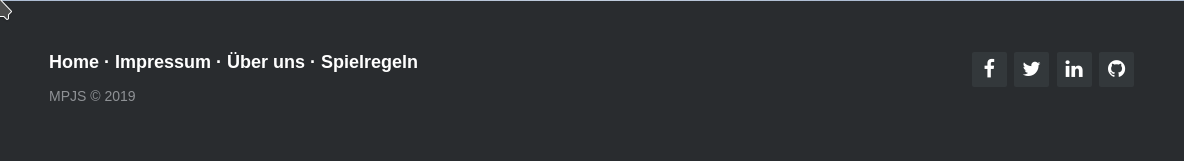 Home · Impressum · Über uns · Spielregeln
MPJS © 2019